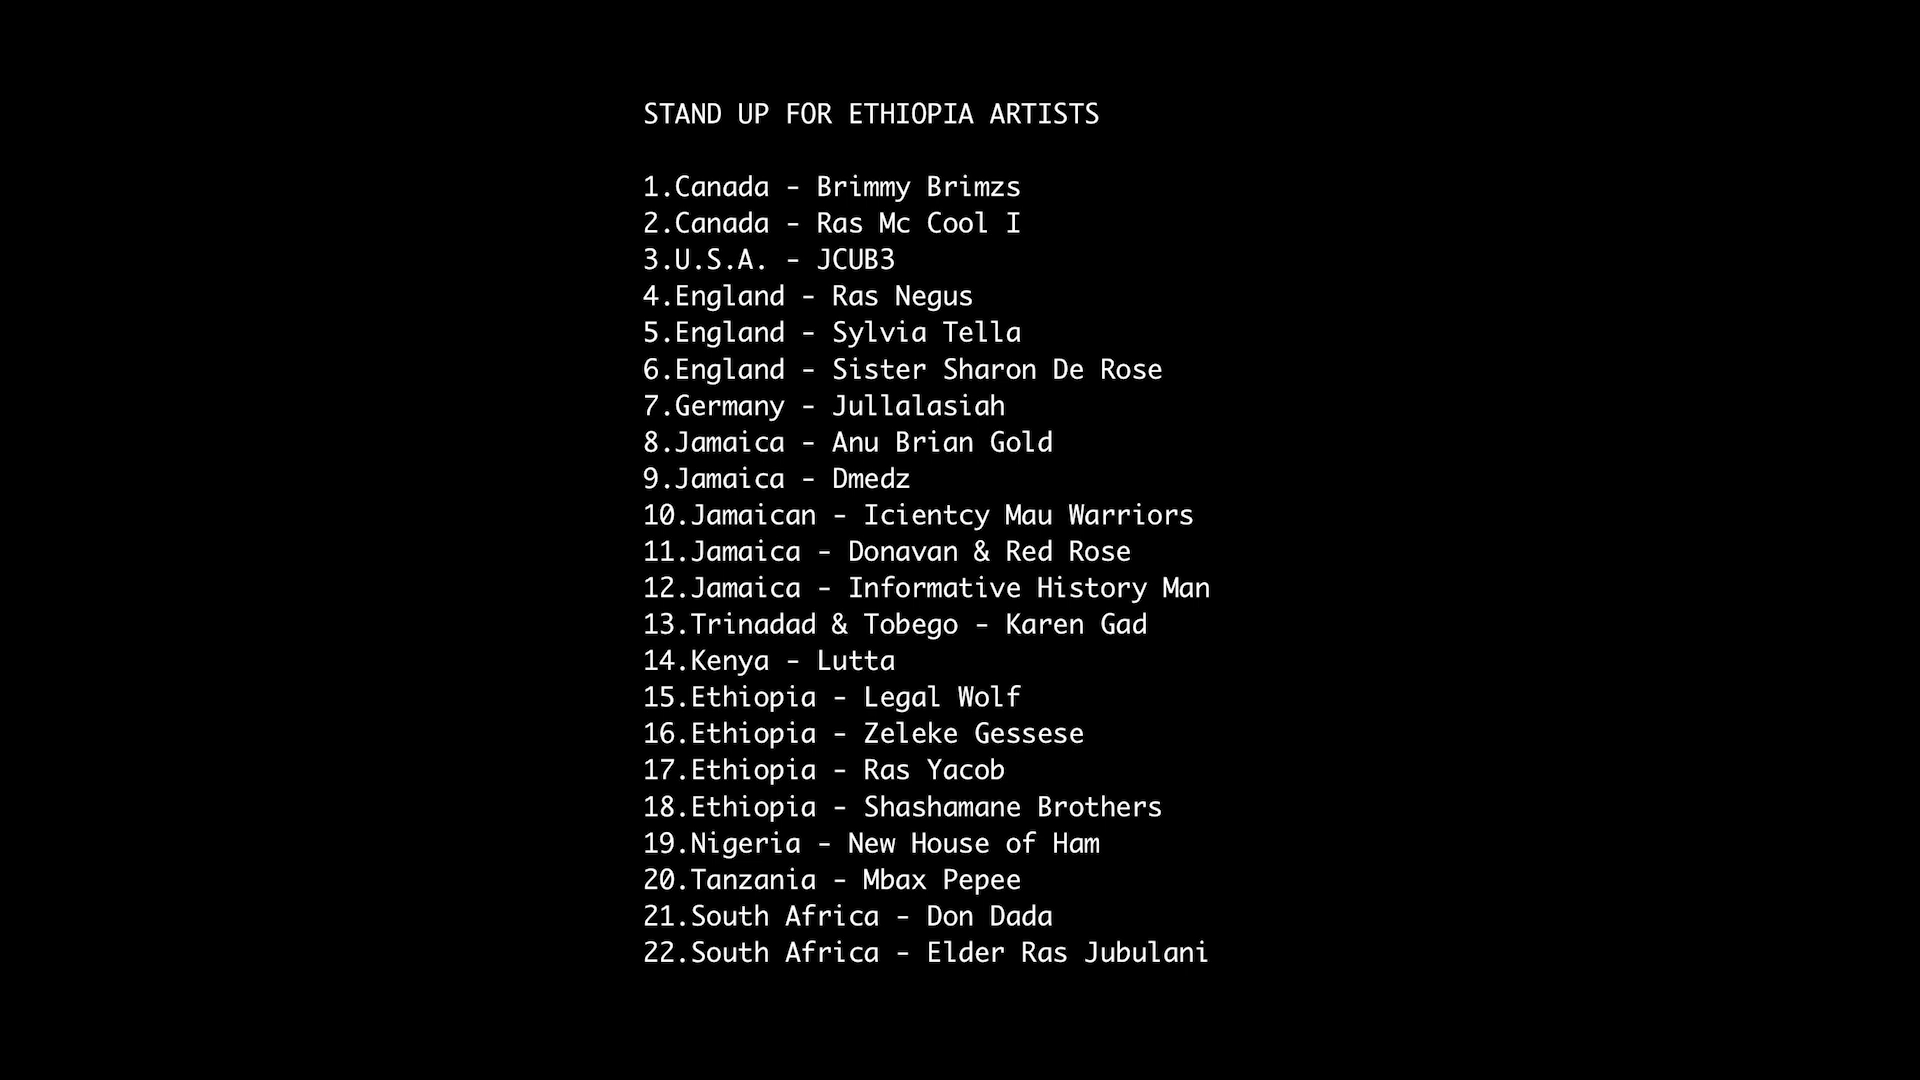 STAND UP FOR ETHIOPIA ARTISTS
1.Canada - Brimmy Brimzs
2.Canada - Ras Mc Cool I
3.U.S.A. - JCUB3
4.England - Ras Negus
5.England - Sylvia Tella
6.England - Sister Sharon De Rose
7.Germany - Jullalasiah
8.Jamaica - Anu Brian Gold
9.Jamaica - Dmedz
10.Jamaican - Icientcy Mau Warriors
11.Jamaica - Donavan & Red Rose
12.Jamaica - Informative History Man
13.Trinadad & Tobego - Karen Gad
14.Kenya - Lutta
15.Ethiopia - Legal Wolf
16.Ethiopia - Zeleke Gessese
17.Ethiopia - Ras Yacob
18.Ethiopia - Shashamane Brothers
19.Nigeria - New House of Ham
20.Tanzania - Mbax Pepee
21.South Africa - Don Dada
22.South Africa - Elder Ras Jubulani